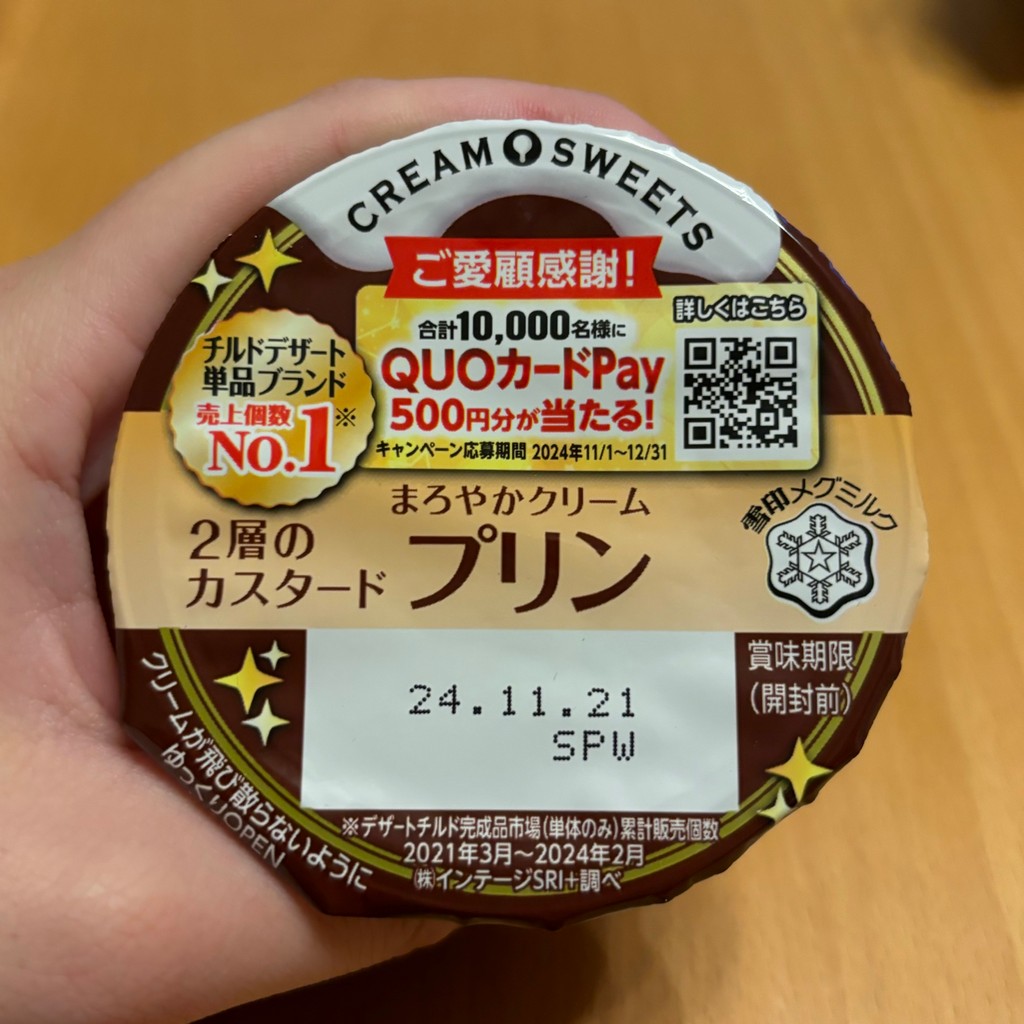 CREAM SWEETS
ご愛顧感謝!
合計10,000名様に
QUOカードPay
500円分が当たる!
キャンペーン応募期間 2024年11/1~12/31
詳しくはこちら
チルドデザート
単品ブランド
売上個数
No.1※
まろやかクリーム
2層の
カスタード
プリン
雪印メグミルク
賞味期限
(開封前)
24.11.21
SPW
クリームが飛び散らないように
ゆっくりOPEN
※デザートチルド完成品市場(単体のみ)累計販売個数
2021年3月~2024年2月
㈱インテージSRI+調べ